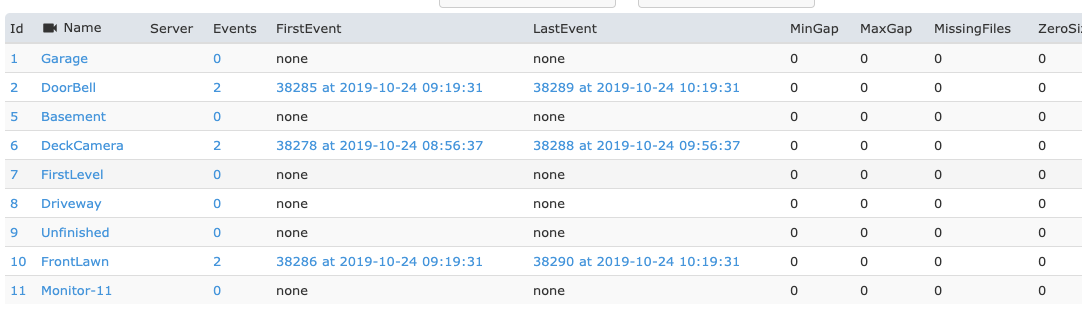 Id Name Server Events FirstEvent LastEvent MinGap MaxGap MissingFiles
1 Garage 0 none none 0 0 0 0
2 DoorBell 2 38285 at 2019-10-24 09:19:31 38289 at 2019-10-24 10:19:31 0 0 0 0
5 Basement 0 none none 0 0 0 0
6 DeckCamera 2 38278 at 2019-10-24 08:56:37 38288 at 2019-10-24 09:56:37 0 0 0 0
7 FirstLevel 0 none none 0 0 0 0
8 Driveway 0 none none 0 0 0 0
9 Unfinished 0 none none 0 0 0 0
10 FrontLawn 2 38286 at 2019-10-24 09:19:31 38290 at 2019-10-24 10:19:31 0 0 0 0
11 Monitor-11 0 none none 0 0 0 0